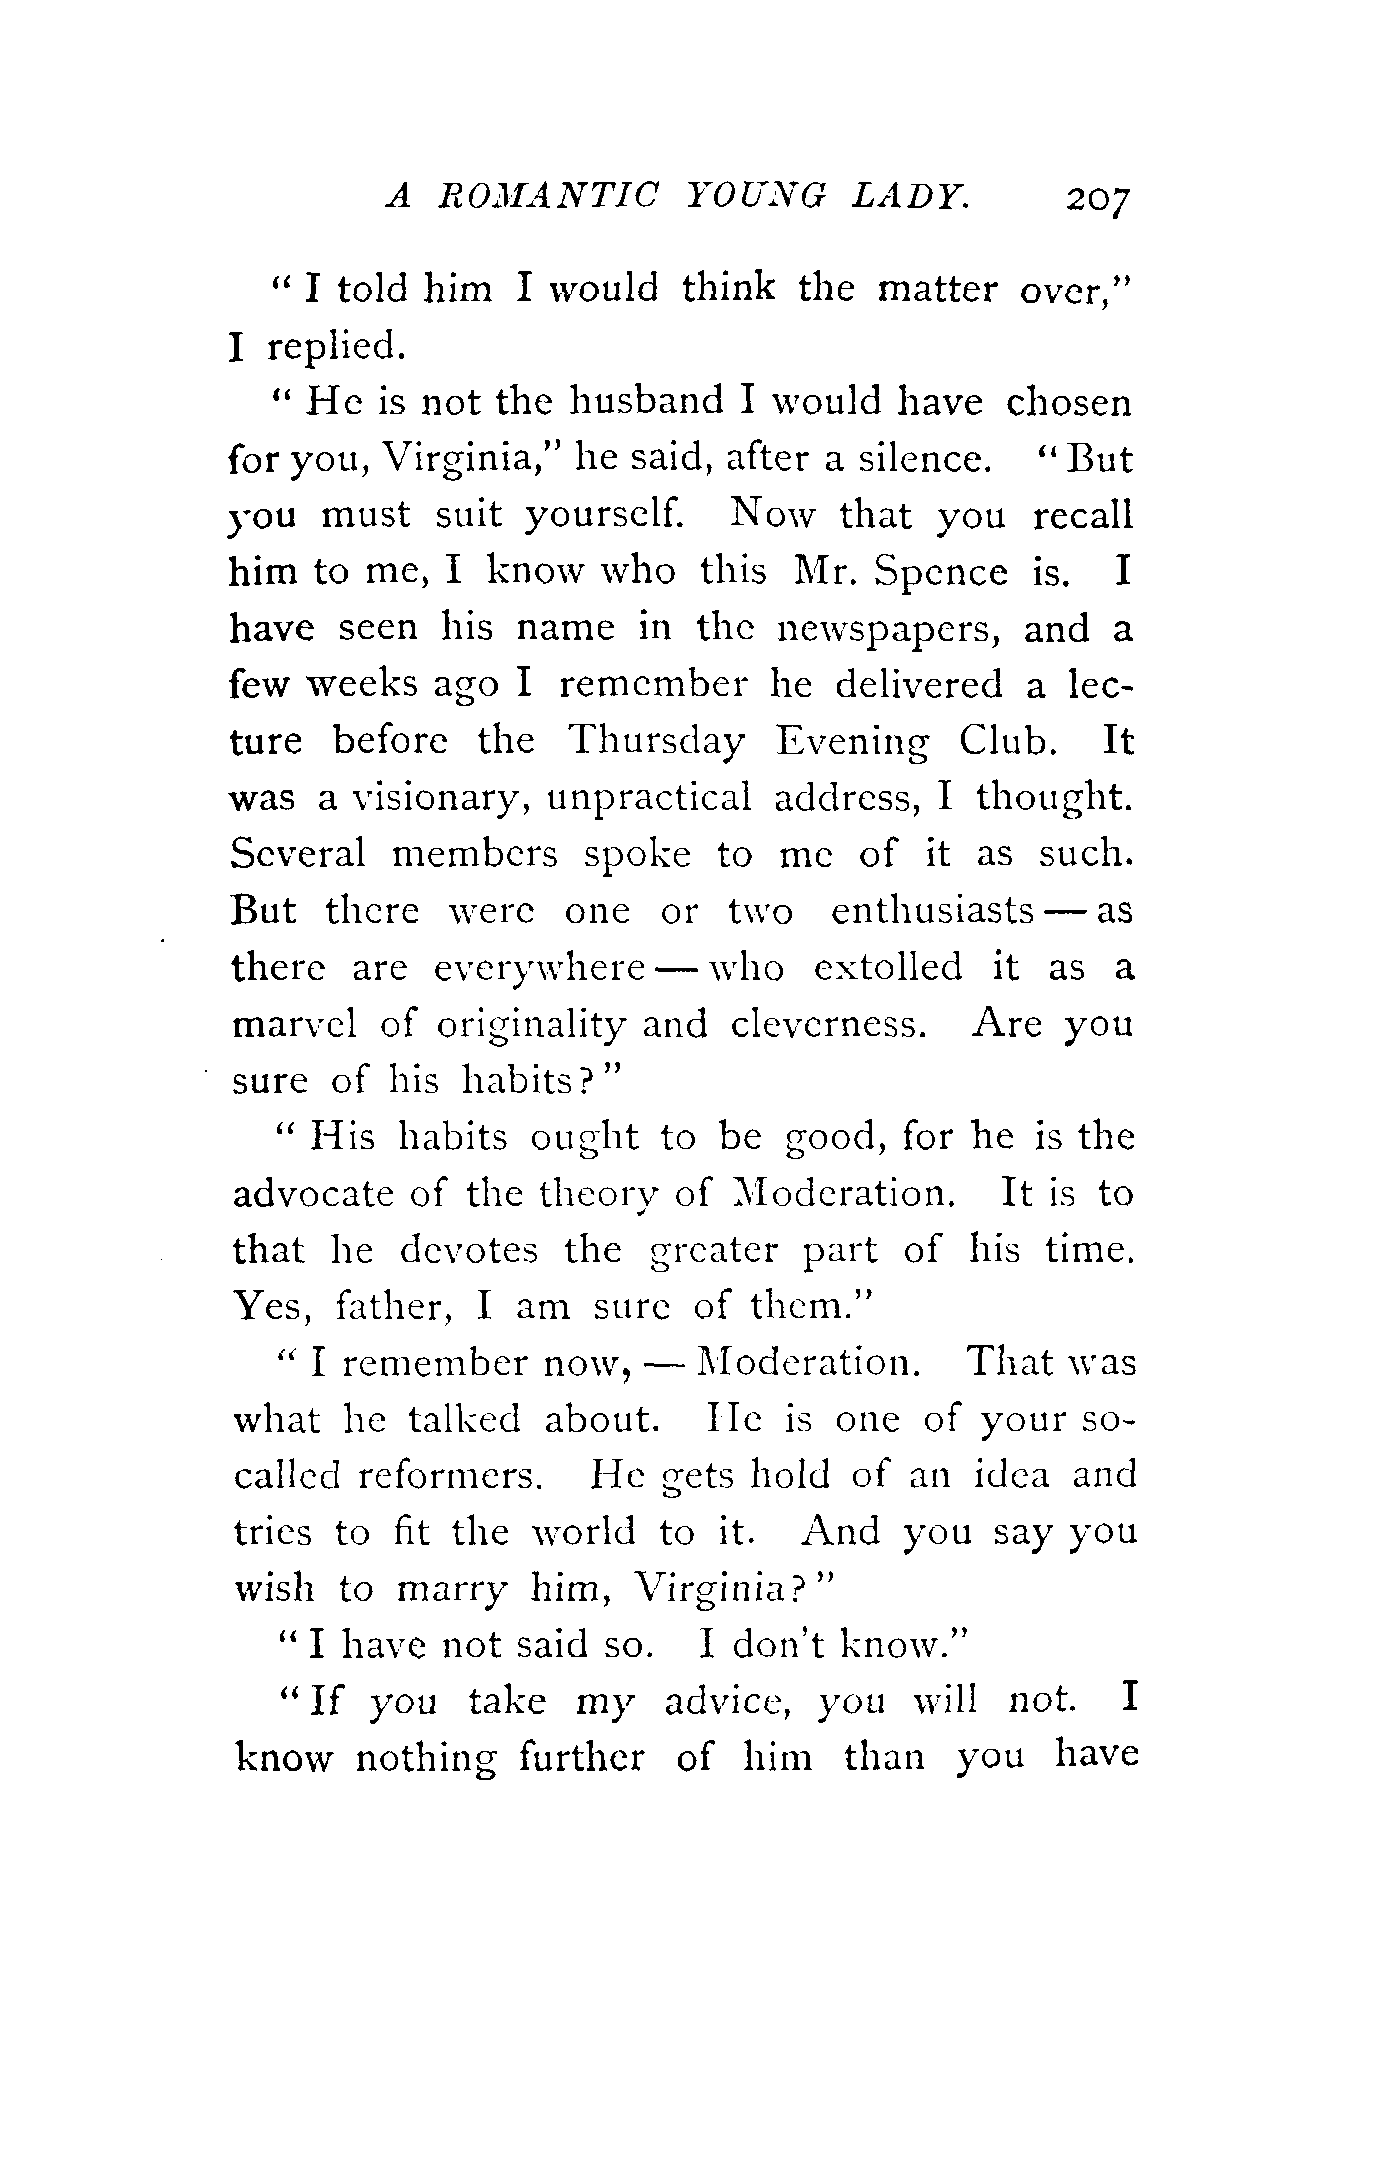 A ROMANTIC YOUNG LADY. 207
" I told him I would think the matter over,"
I replied.
" He is not the husband I would have chosen
for you, Virginia," he said, after a silence. " But
you must suit yourself. Now that you recall
him to me, I know who this Mr. Spence is. I
have seen his name in the newspapers, and a
few weeks ago I remember he delivered a lec-
ture before the Thursday Evening Club. It
was a visionary, unpractical address, I thought.
Several members spoke to me of it as such.
But there were one or two enthusiasts — as
there are everywhere — who extolled it as a
marvel of originality and cleverness. Are you
sure of his habits? "
" His habits ought to be good, for he is the
advocate of the theory of Moderation. It is to
that he devotes the greater part of his time.
Yes, father, I am sure of them."
" I remember now, — Moderation. That was
what he talked about. He is one of your so-
called reformers. He gets hold of an idea and
tries to fit the world to it. And you say you
wish to marry him, Virginia? "
" I have not said so. I don't know."
" If you take my advice, you will not. I
know nothing further of him than you have